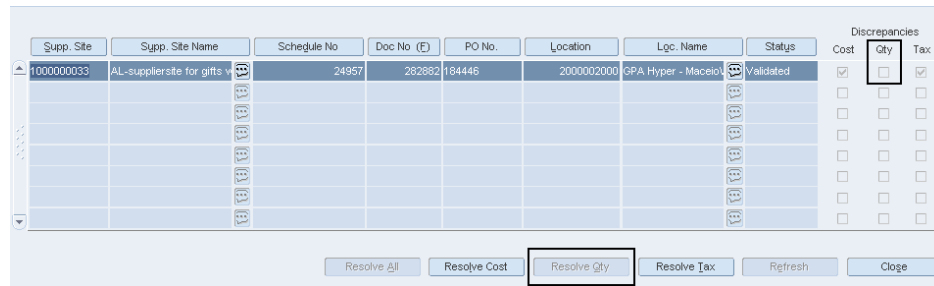 Discrepancies
Supp. Site Supp. Site Name Schedule No Doc No (F) PO No. Location Loc. Name Status Cost Qty Tax
1000000033 AL-suppliersite for gifts w 24957 282882 184446 2000002000 GPA Hyper - Maceio\ Validated
Resolve All Resolve Cost Resolve Qty Resolve Tax Refresh Close